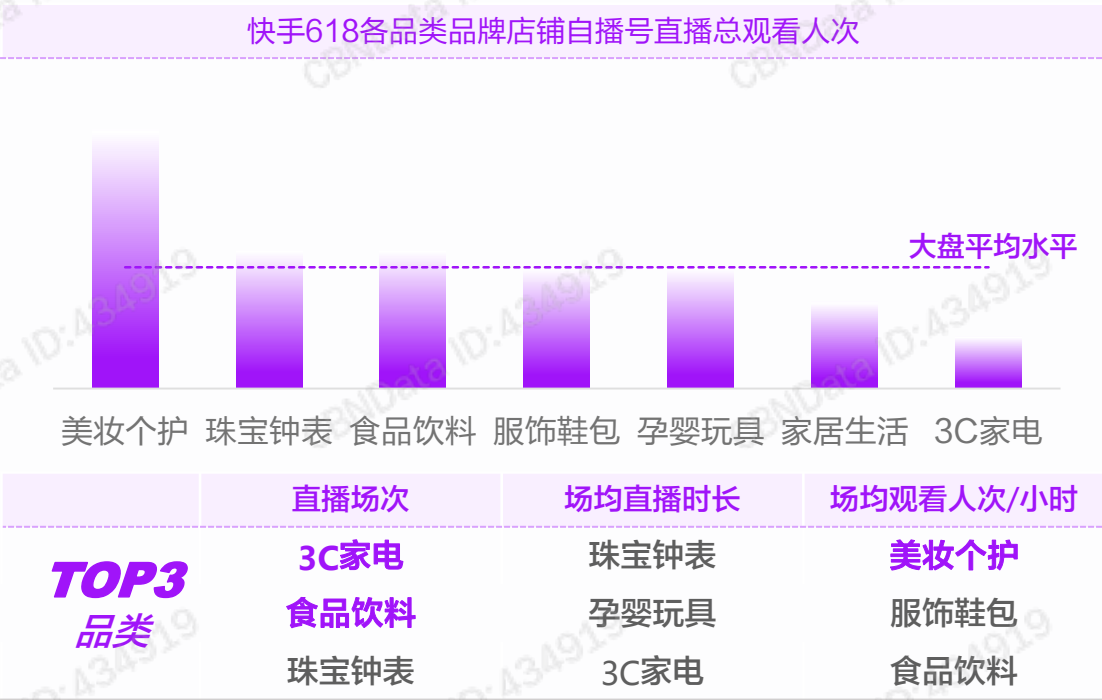 快手618各品类品牌店铺自播号直播总观看人次
大盘平均水平
美妆个护 珠宝钟表 食品饮料 服饰鞋包 孕婴玩具 家居生活 3C家电
直播场次 场均直播时长 场均观看人次/小时
TOP3
品类
3C家电 珠宝钟表 美妆个护
食品饮料 孕婴玩具 服饰鞋包
珠宝钟表 3C家电 食品饮料
CBNData ID:434919